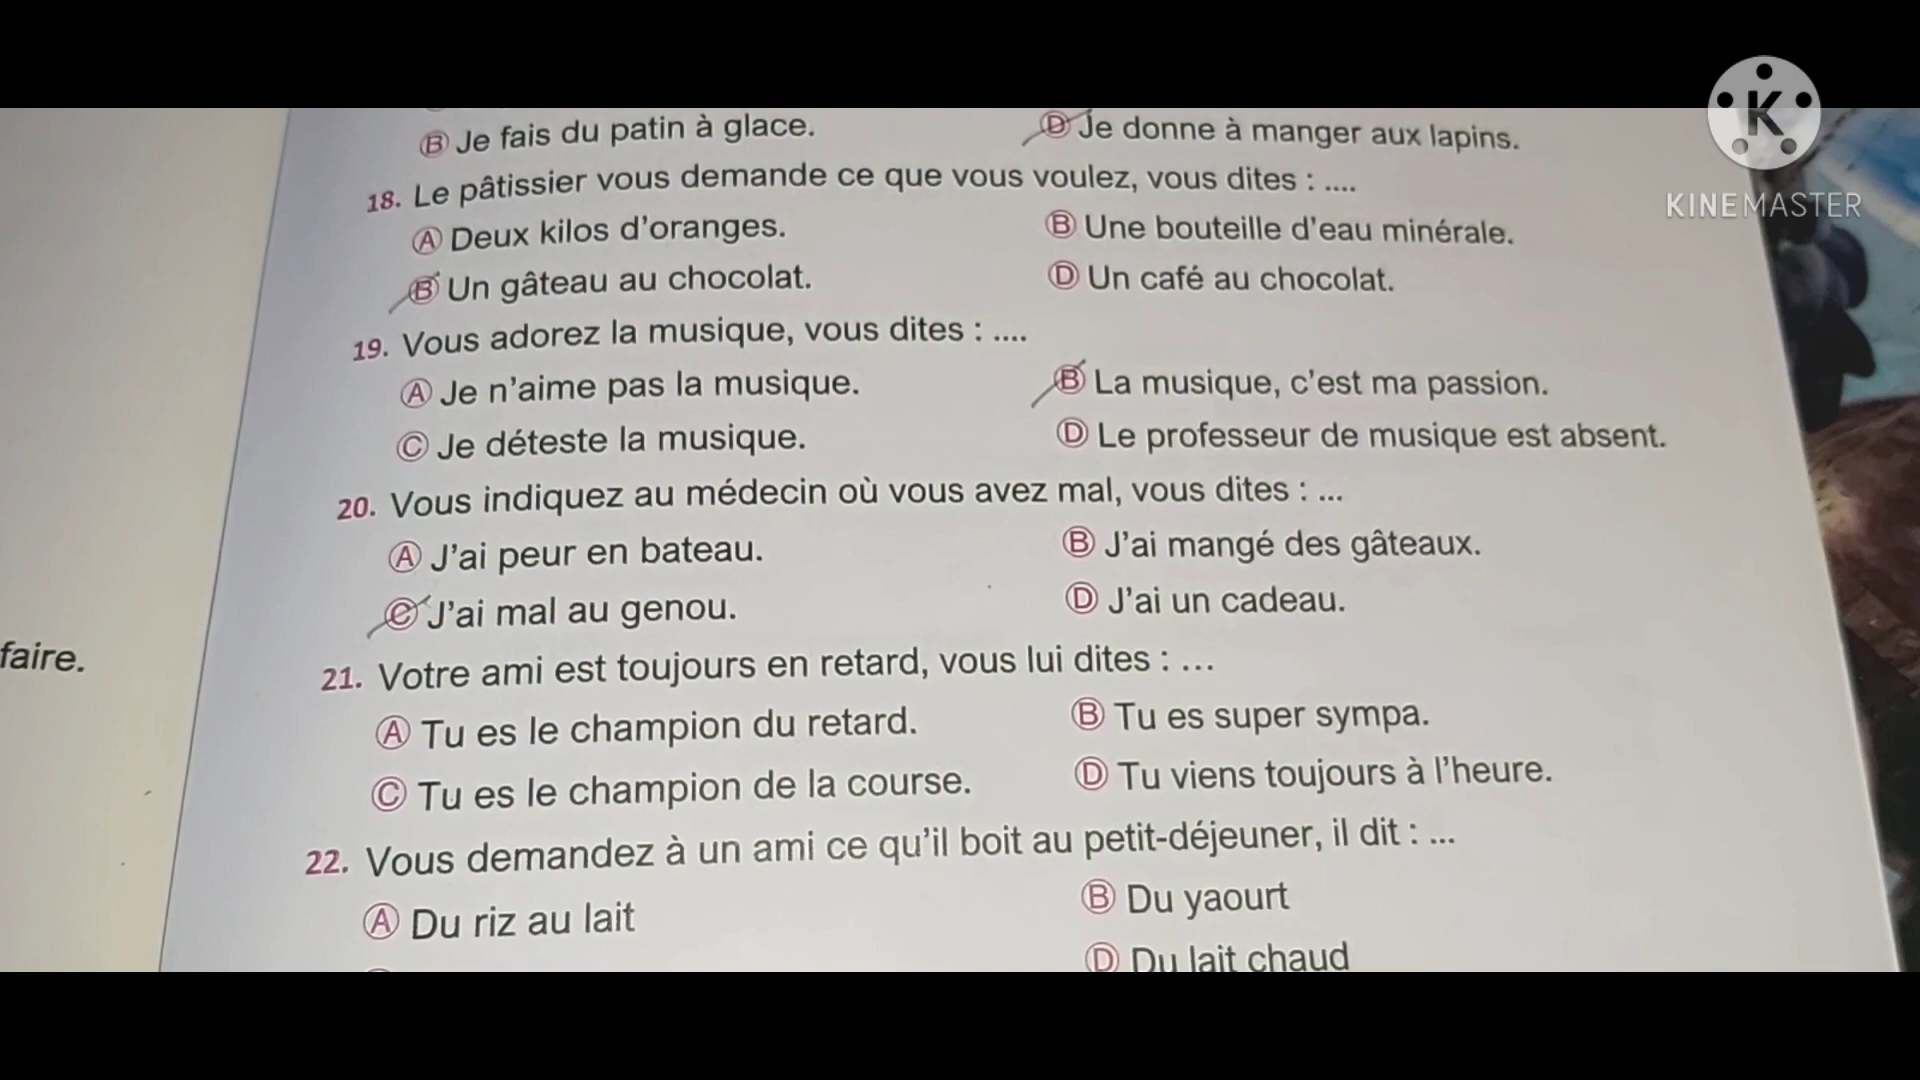 B Je fais du patin à glace.
D Je donne à manger aux lapins.
18. Le pâtissier vous demande ce que vous voulez, vous dites : ....
A Deux kilos d'oranges.
B Une bouteille d'eau minérale.
B Un gâteau au chocolat.
D Un café au chocolat.
19. Vous adorez la musique, vous dites : ....
A Je n'aime pas la musique.
B La musique, c'est ma passion.
C Je déteste la musique.
D Le professeur de musique est absent.
20. Vous indiquez au médecin où vous avez mal, vous dites : ...
A J'ai peur en bateau.
B J'ai mangé des gâteaux.
C J'ai mal au genou.
D J'ai un cadeau.
21. Votre ami est toujours en retard, vous lui dites : ...
A Tu es le champion du retard.
B Tu es super sympa.
C Tu es le champion de la course.
D Tu viens toujours à l'heure.
22. Vous demandez à un ami ce qu'il boit au petit-déjeuner, il dit : ...
A Du riz au lait
B Du yaourt
D Du lait chaud
faire.
K
KINEMASTER